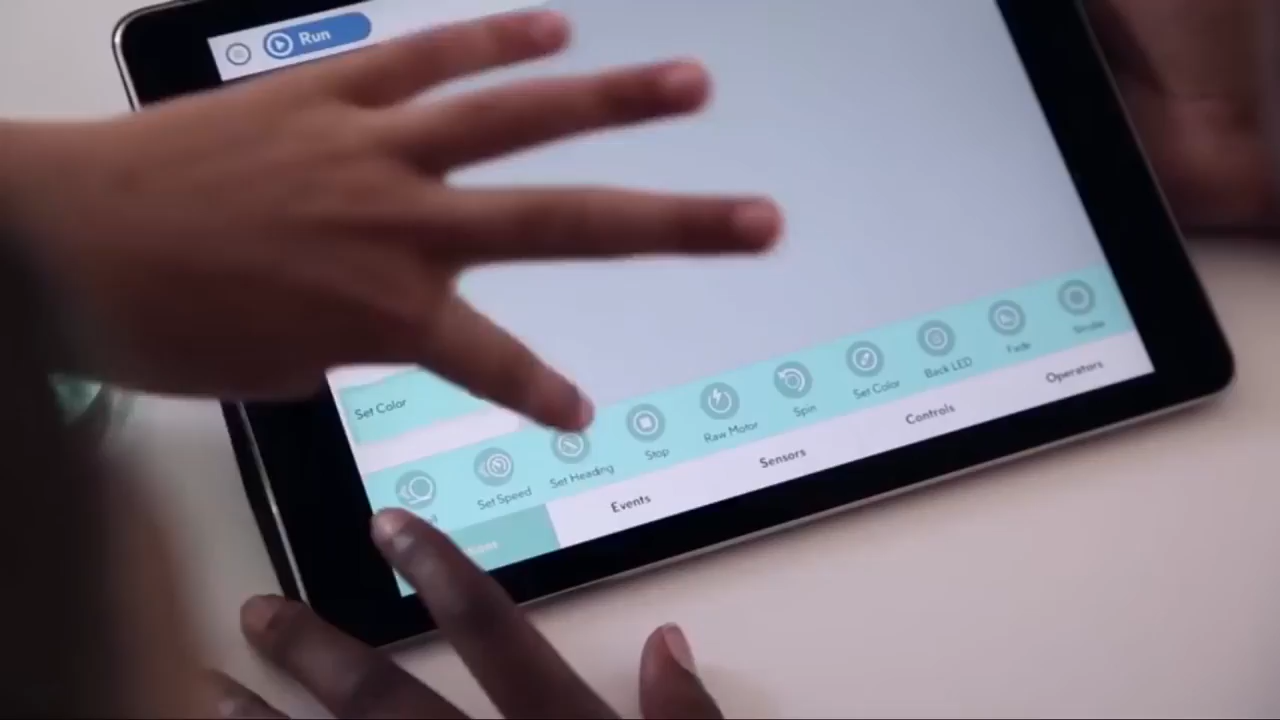 Run
Set Color
Set Speed
Set Heading
Stop
Raw Motor
Spin
Set Color
Back LED
Fade
Strobe
Events
Sensors
Controls
Operators